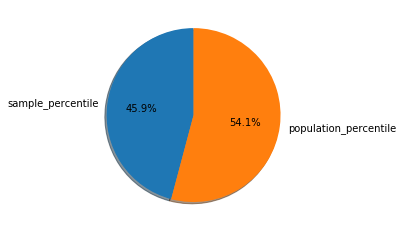 sample_percentile
45.9%
54.1%
population_percentile